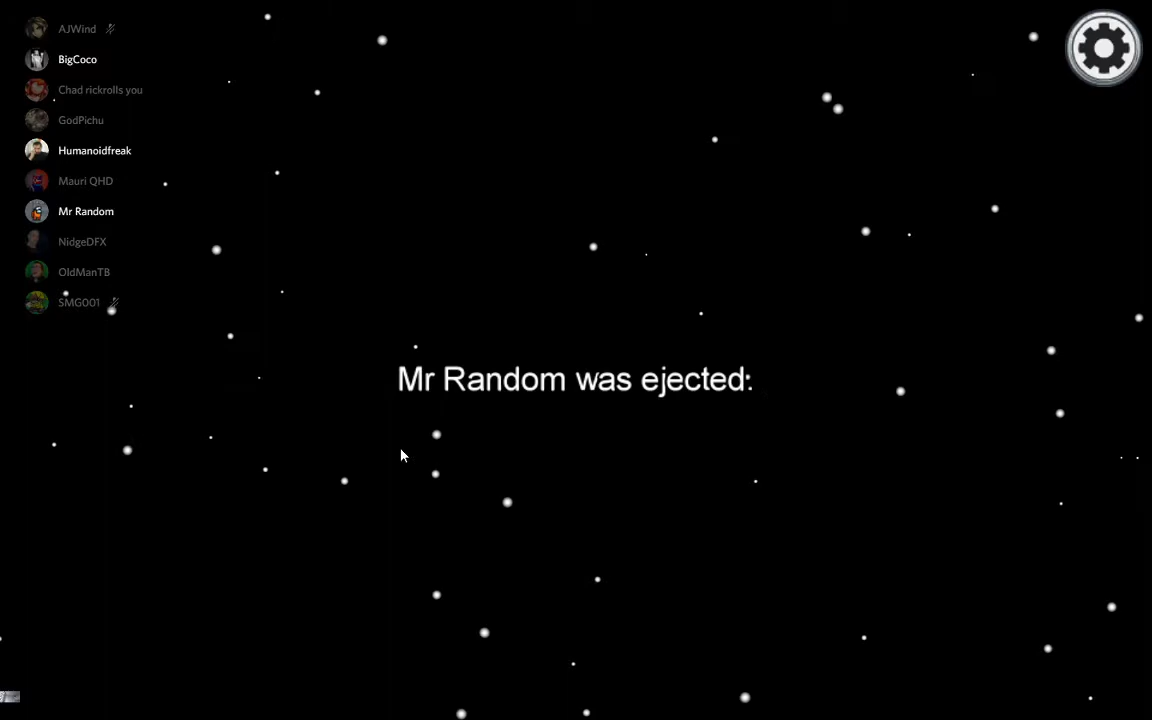 AJWind
BigCoco
Chad rickrolls you
GodPichu
Humanoidfreak
Mauri QHD
Mr Random
NidgeDFX
OldManTB
SMG001
Mr Random was ejected.